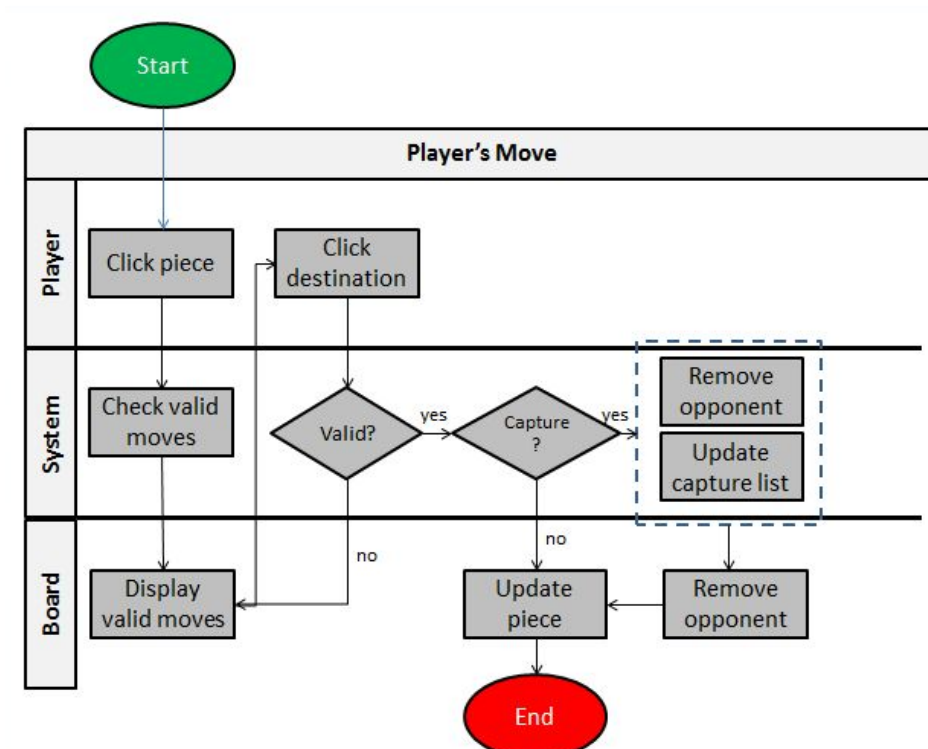 Start
Player's Move
Player
Click piece
Click
destination
System
Check valid
moves
Valid?
yes
Capture
?
yes
Remove
opponent
Update
capture list
no
no
Board
Display
valid moves
Update
piece
Remove
opponent
End